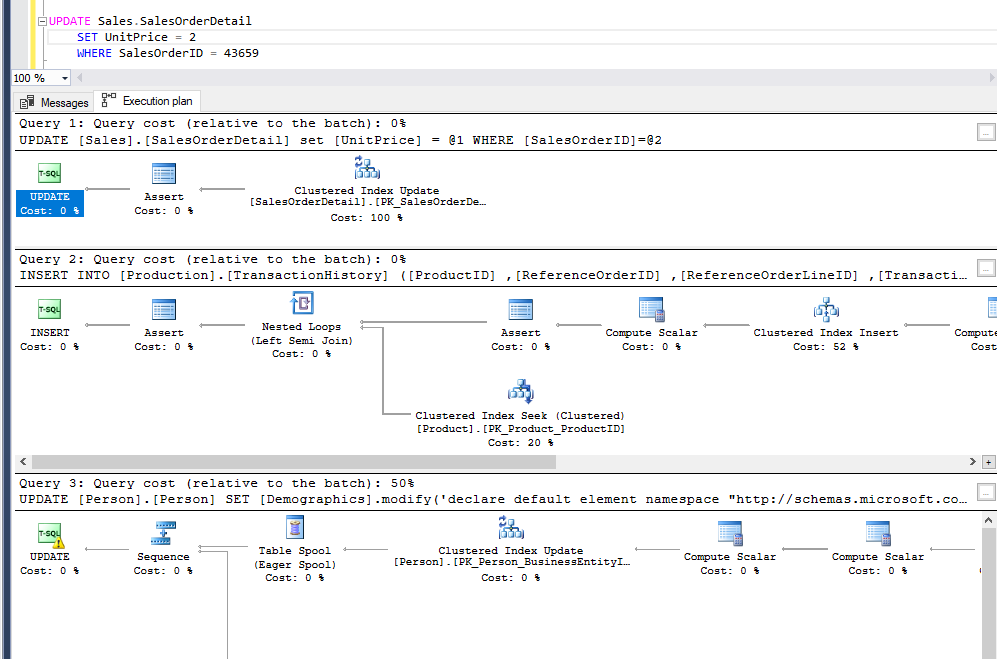 UPDATE Sales.SalesOrderDetail
SET UnitPrice = 2
WHERE SalesOrderID = 43659
100 %
Messages Execution plan
Query 1: Query cost (relative to the batch): 0%
UPDATE [Sales].[SalesOrderDetail] set [UnitPrice] = @1 WHERE [SalesOrderID]=@2
...
T-SQL
UPDATE
Cost: 0 %
Assert
Cost: 0 %
Clustered Index Update
[SalesOrderDetail].[PK_SalesOrderDe…
Cost: 100 %
Query 2: Query cost (relative to the batch): 0%
INSERT INTO [Production].[TransactionHistory] ([ProductID] ,[ReferenceOrderID] ,[ReferenceOrderLineID] ,[Transacti…
...
T-SQL
INSERT
Cost: 0 %
Assert
Cost: 0 %
Nested Loops
(Left Semi Join)
Cost: 0 %
Assert
Cost: 0 %
Compute Scalar
Cost: 0 %
Clustered Index Insert
Cost: 52 %
Compute
Cost
Clustered Index Seek (Clustered)
[Product].[PK_Product_ProductID]
Cost: 20 %
Query 3: Query cost (relative to the batch): 50%
UPDATE [Person].[Person] SET [Demographics].modify('declare default element namespace "http://schemas.microsoft.co…
...
T-SQL
UPDATE
Cost: 0 %
Sequence
Cost: 0 %
Table Spool
(Eager Spool)
Cost: 0 %
Clustered Index Update
[Person].[PK_Person_BusinessEntityI…
Cost: 0 %
Compute Scalar
Cost: 0 %
Compute Scalar
Cost: 0 %